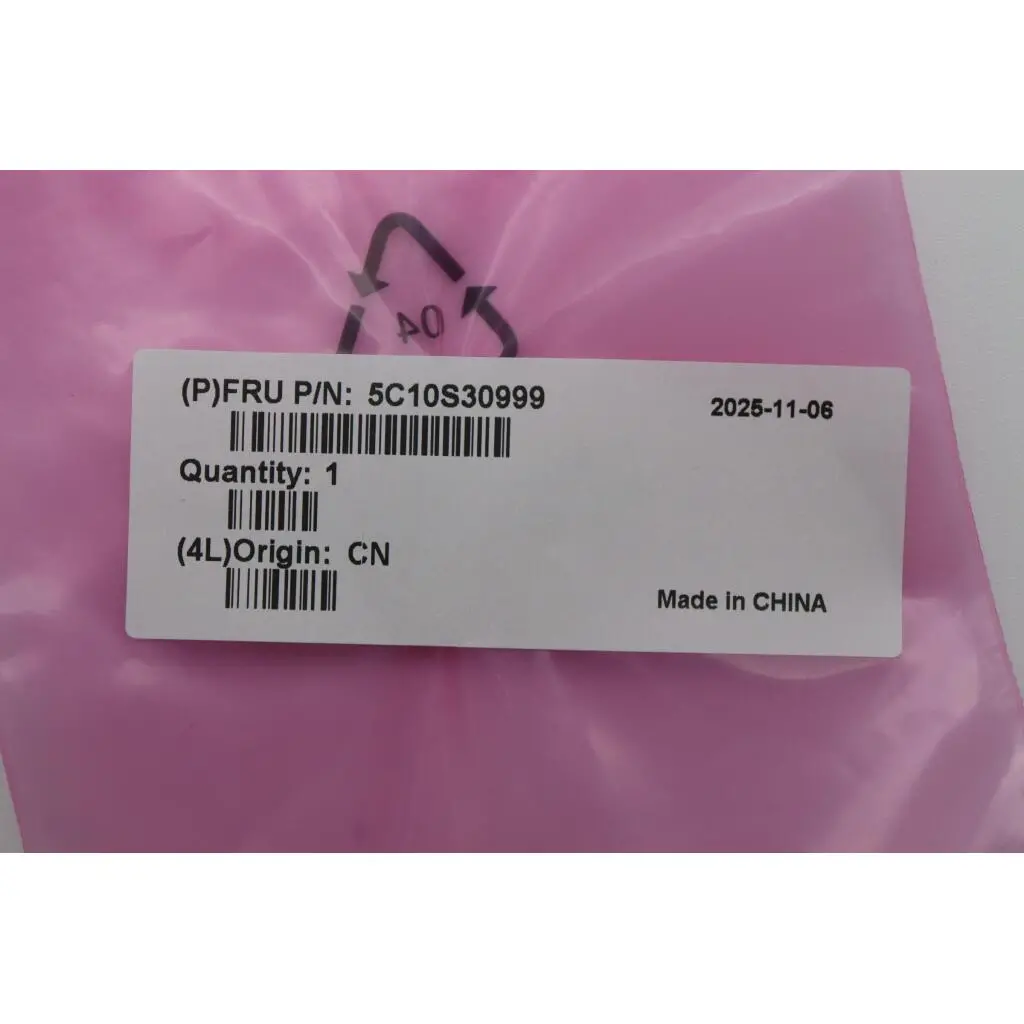 04
(P)FRU P/N: 5C10S30999
2025-11-06
Quantity: 1
(4L)Origin: CN
Made in CHINA